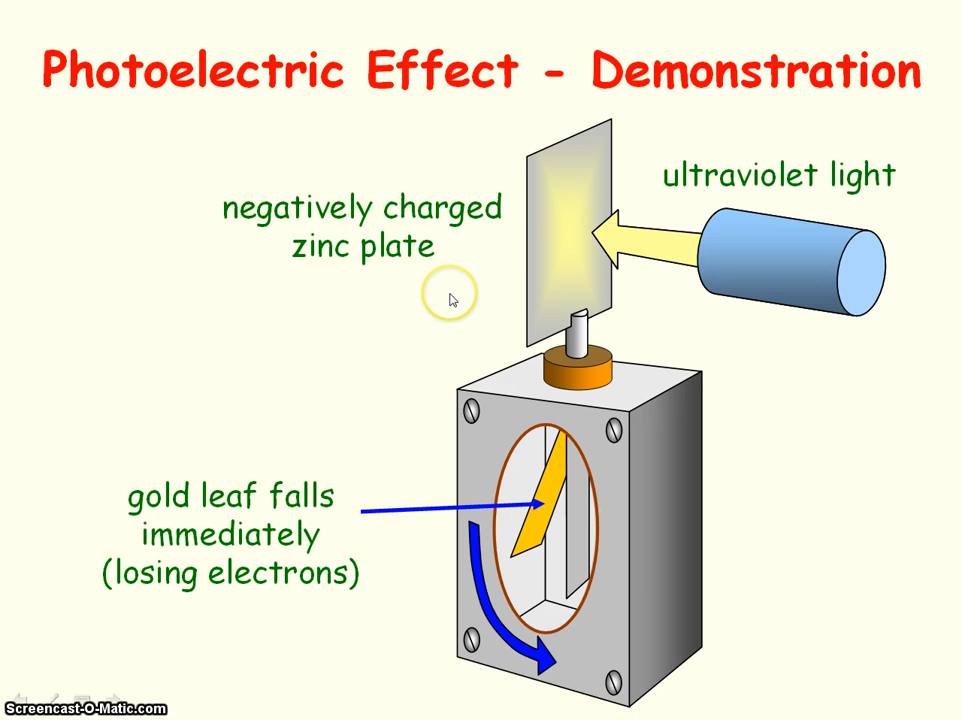 Photoelectric Effect - Demonstration
ultraviolet light
negatively charged
zinc plate
gold leaf falls
immediately
(losing electrons)
Screencast-O-Matic.com